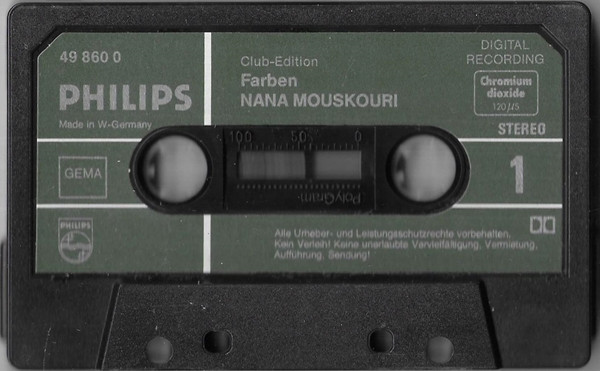 49 860 0
PHILIPS
Made in W-Germany
Club-Edition
Farben
NANA MOUSKOURI
DIGITAL
RECORDING
Chromium
dioxide
120 µS
STEREO
100 50 0
PolyGram
GEMA
1
PHILIPS
Alle Urheber- und Leistungsschutzrechte vorbehalten.
Kein Verleih! Keine unerlaubte Vervielfältigung, Vermietung,
Aufführung, Sendung!